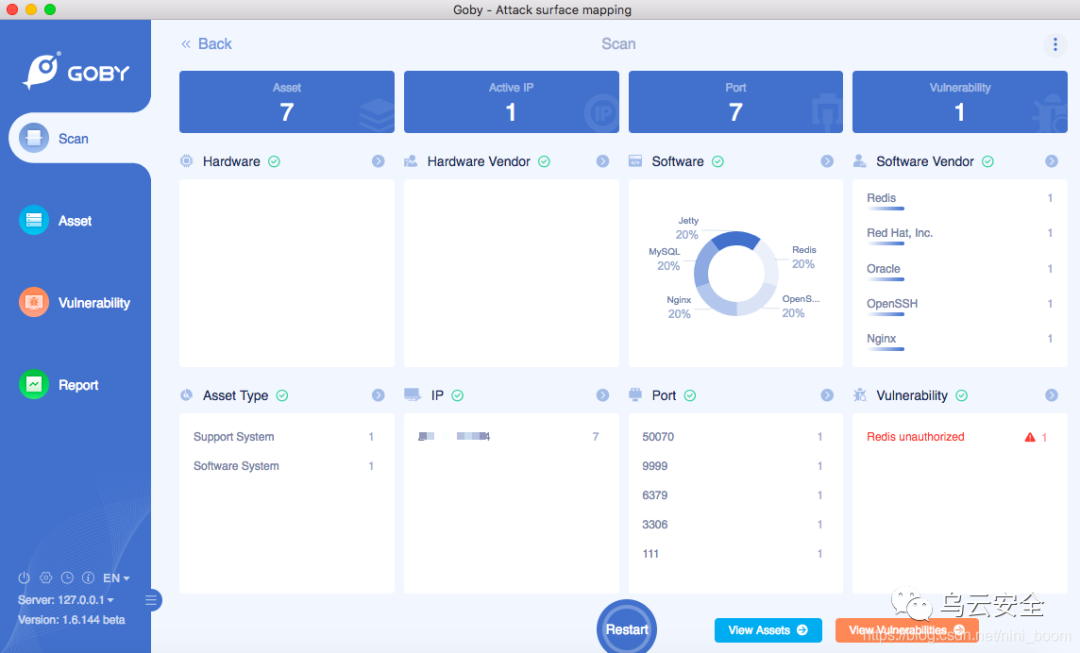 Goby - Attack surface mapping
GOBY
Scan
Asset
Vulnerability
Report
EN
Server: 127.0.0.1
Version: 1.6.144 beta
« Back
Scan
Asset
7
Active IP
1
IP
Port
7
Vulnerability
1
Hardware
Hardware Vendor
Software
Jetty
20%
MySQL
20%
Nginx
20%
Redis
20%
OpenS...
20%
Software Vendor
Redis 1
Red Hat, Inc. 1
Oracle 1
OpenSSH 1
Nginx 1
Asset Type
Support System 1
Software System 1
IP
4 7
Port
50070 1
9999 1
6379 1
3306 1
111 1
Vulnerability
Redis unauthorized 1
Restart
View Assets
View Vulnerabilities
乌云安全
https://blog.csdn.net/nini_boom